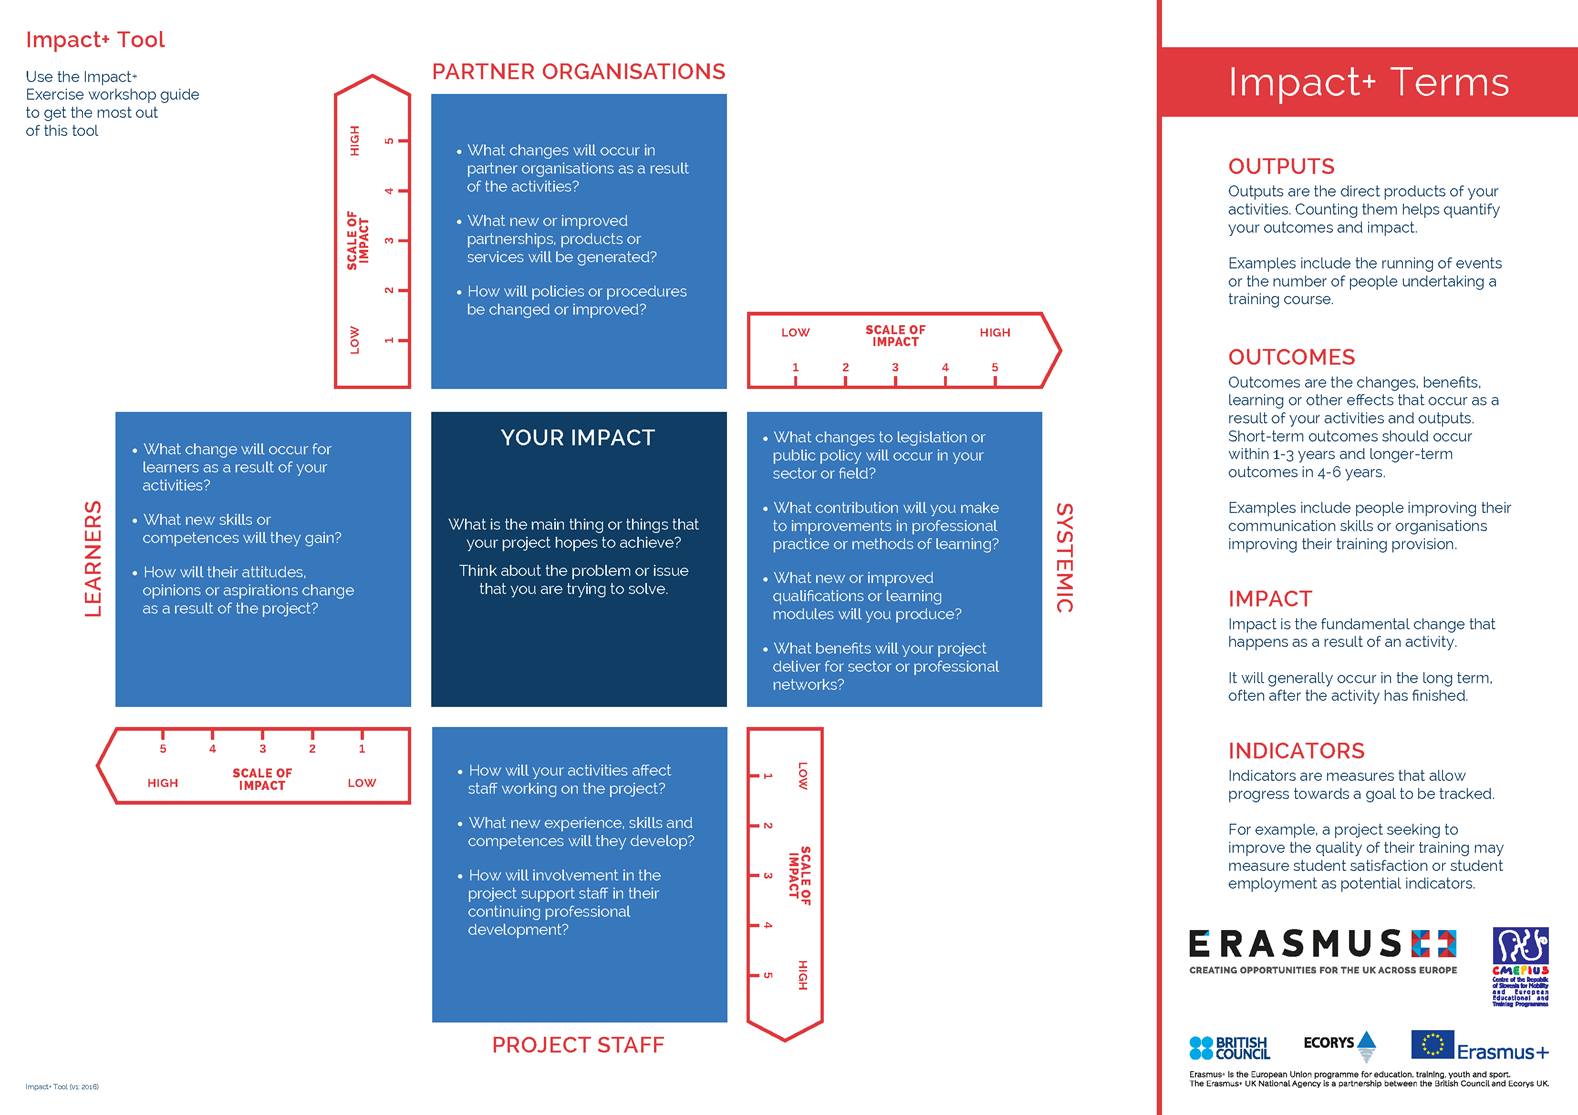 Impact+ Tool
Use the Impact+
Exercise workshop guide
to get the most out
of this tool
PARTNER ORGANISATIONS
HIGH
SCALE OF
IMPACT
LOW
5
4
3
2
1
• What changes will occur in
partner organisations as a result
of the activities?
• What new or improved
partnerships, products or
services will be generated?
• How will policies or procedures
be changed or improved?
LOW
SCALE OF
IMPACT
HIGH
1 2 3 4 5
LEARNERS
• What change will occur for
learners as a result of your
activities?
• What new skills or
competences will they gain?
• How will their attitudes,
opinions or aspirations change
as a result of the project?
YOUR IMPACT
What is the main thing or things that
your project hopes to achieve?
Think about the problem or issue
that you are trying to solve.
• What changes to legislation or
public policy will occur in your
sector or field?
• What contribution will you make
to improvements in professional
practice or methods of learning?
• What new or improved
qualifications or learning
modules will you produce?
• What benefits will your project
deliver for sector or professional
networks?
SYSTEMIC
5 4 3 2 1
HIGH
SCALE OF
IMPACT
LOW
• How will your activities affect
staff working on the project?
• What new experience, skills and
competences will they develop?
• How will involvement in the
project support staff in their
continuing professional
development?
1
2
3
4
5
LOW
SCALE OF
IMPACT
HIGH
PROJECT STAFF
Impact+ Tool (v1: 2016)
Impact+ Terms
OUTPUTS
Outputs are the direct products of your
activities. Counting them helps quantify
your outcomes and impact.
Examples include the running of events
or the number of people undertaking a
training course.
OUTCOMES
Outcomes are the changes, benefits,
learning or other effects that occur as a
result of your activities and outputs.
Short-term outcomes should occur
within 1-3 years and longer-term
outcomes in 4-6 years.
Examples include people improving their
communication skills or organisations
improving their training provision.
IMPACT
Impact is the fundamental change that
happens as a result of an activity.
It will generally occur in the long term,
often after the activity has finished.
INDICATORS
Indicators are measures that allow
progress towards a goal to be tracked.
For example, a project seeking to
improve the quality of their training may
measure student satisfaction or student
employment as potential indicators.
ERASMUS+
CREATING OPPORTUNITIES FOR THE UK ACROSS EUROPE
CMEPIUS
Centre of the Republic
of Slovenia for Mobility
and European
Educational and
Training Programmes
BRITISH
COUNCIL
ECORYS
Erasmus+
Erasmus+ is the European Union programme for education, training, youth and sport.
The Erasmus+ UK National Agency is a partnership between the British Council and Ecorys UK.